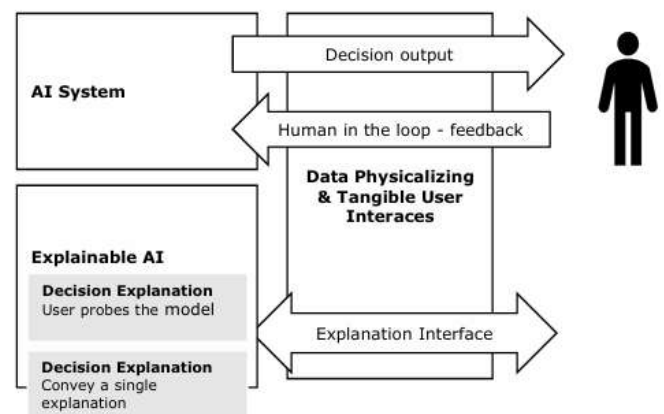 Decision output
AI System
Human in the loop - feedback
Data Physicalizing
& Tangible User
Interaces
Explainable AI
Decision Explanation
User probes the model
Explanation Interface
Decision Explanation
Convey a single
explanation